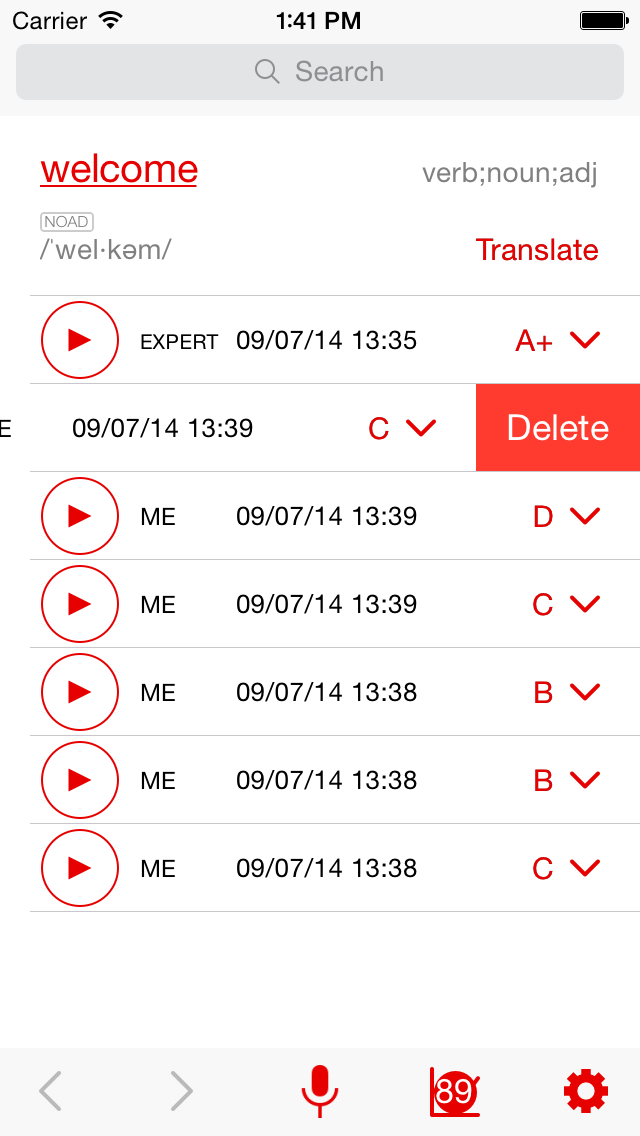 Carrier 1:41 PM
Search
welcome verb;noun;adj
NOAD
/ˈwel·kəm/ Translate
EXPERT 09/07/14 13:35 A+
E 09/07/14 13:39 C Delete
ME 09/07/14 13:39 D
ME 09/07/14 13:39 C
ME 09/07/14 13:38 B
ME 09/07/14 13:38 B
ME 09/07/14 13:38 C
89